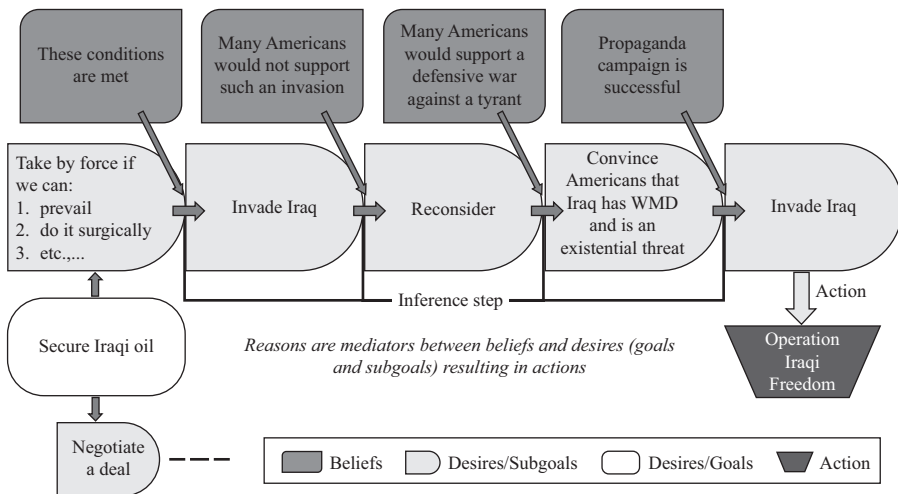 These conditions
are met
Many Americans
would not support
such an invasion
Many Americans
would support a
defensive war
against a tyrant
Propaganda
campaign is
successful
Take by force if
we can:
1. prevail
2. do it surgically
3. etc.,...
Invade Iraq
Reconsider
Convince
Americans that
Iraq has WMD
and is an
existential threat
Invade Iraq
Inference step
Action
Secure Iraqi oil
Reasons are mediators between beliefs and desires (goals
and subgoals) resulting in actions
Operation
Iraqi
Freedom
Negotiate
a deal
Beliefs
Desires/Subgoals
Desires/Goals
Action